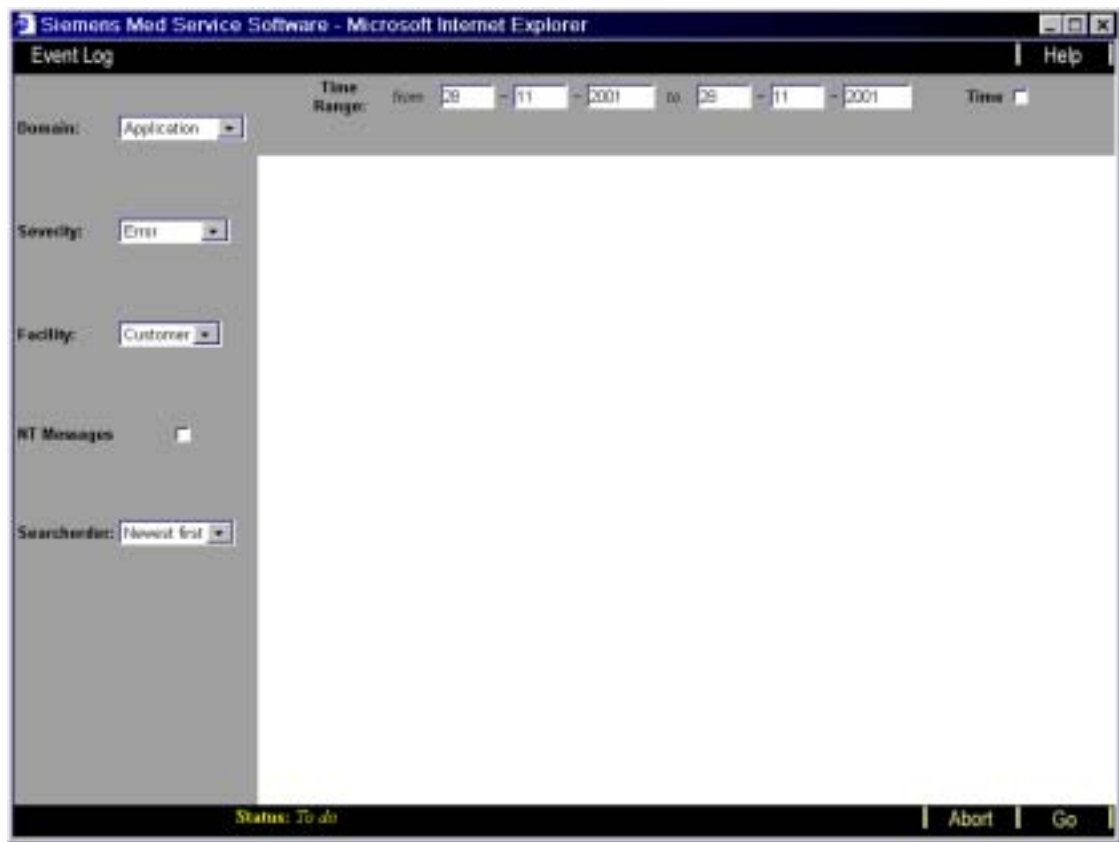 Siemens Med Service Software - Microsoft Internet Explorer
Event Log
Help
Time Range: from 28 - 11 - 2001 to 28 - 11 - 2001 Time
Domain: Application
Severity: Error
Facility: Customer
NT Messages
Searchorder: Newest first
Status: To do
Abort
Go